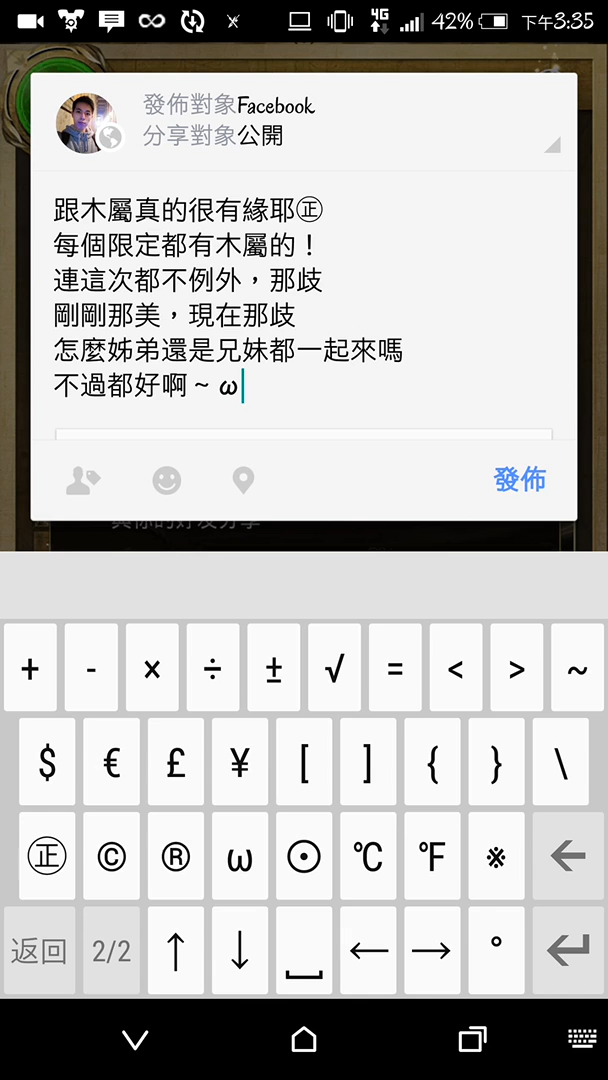 4G 42% 下午3:35
發佈對象Facebook
分享對象公開
跟木屬真的很有緣耶㊣
每個限定都有木屬的！
連這次都不例外，那歧
剛剛那美，現在那歧
怎麼姊弟還是兄妹都一起來嗎
不過都好啊～ω
發佈
+ - × ÷ ± √ = < > ~
$ € £ ¥ [ ] { } \
㊣ © ® ω ⊙ ℃ ℉ ※ ←
返回 2/2 ↑ ↓ ← → °